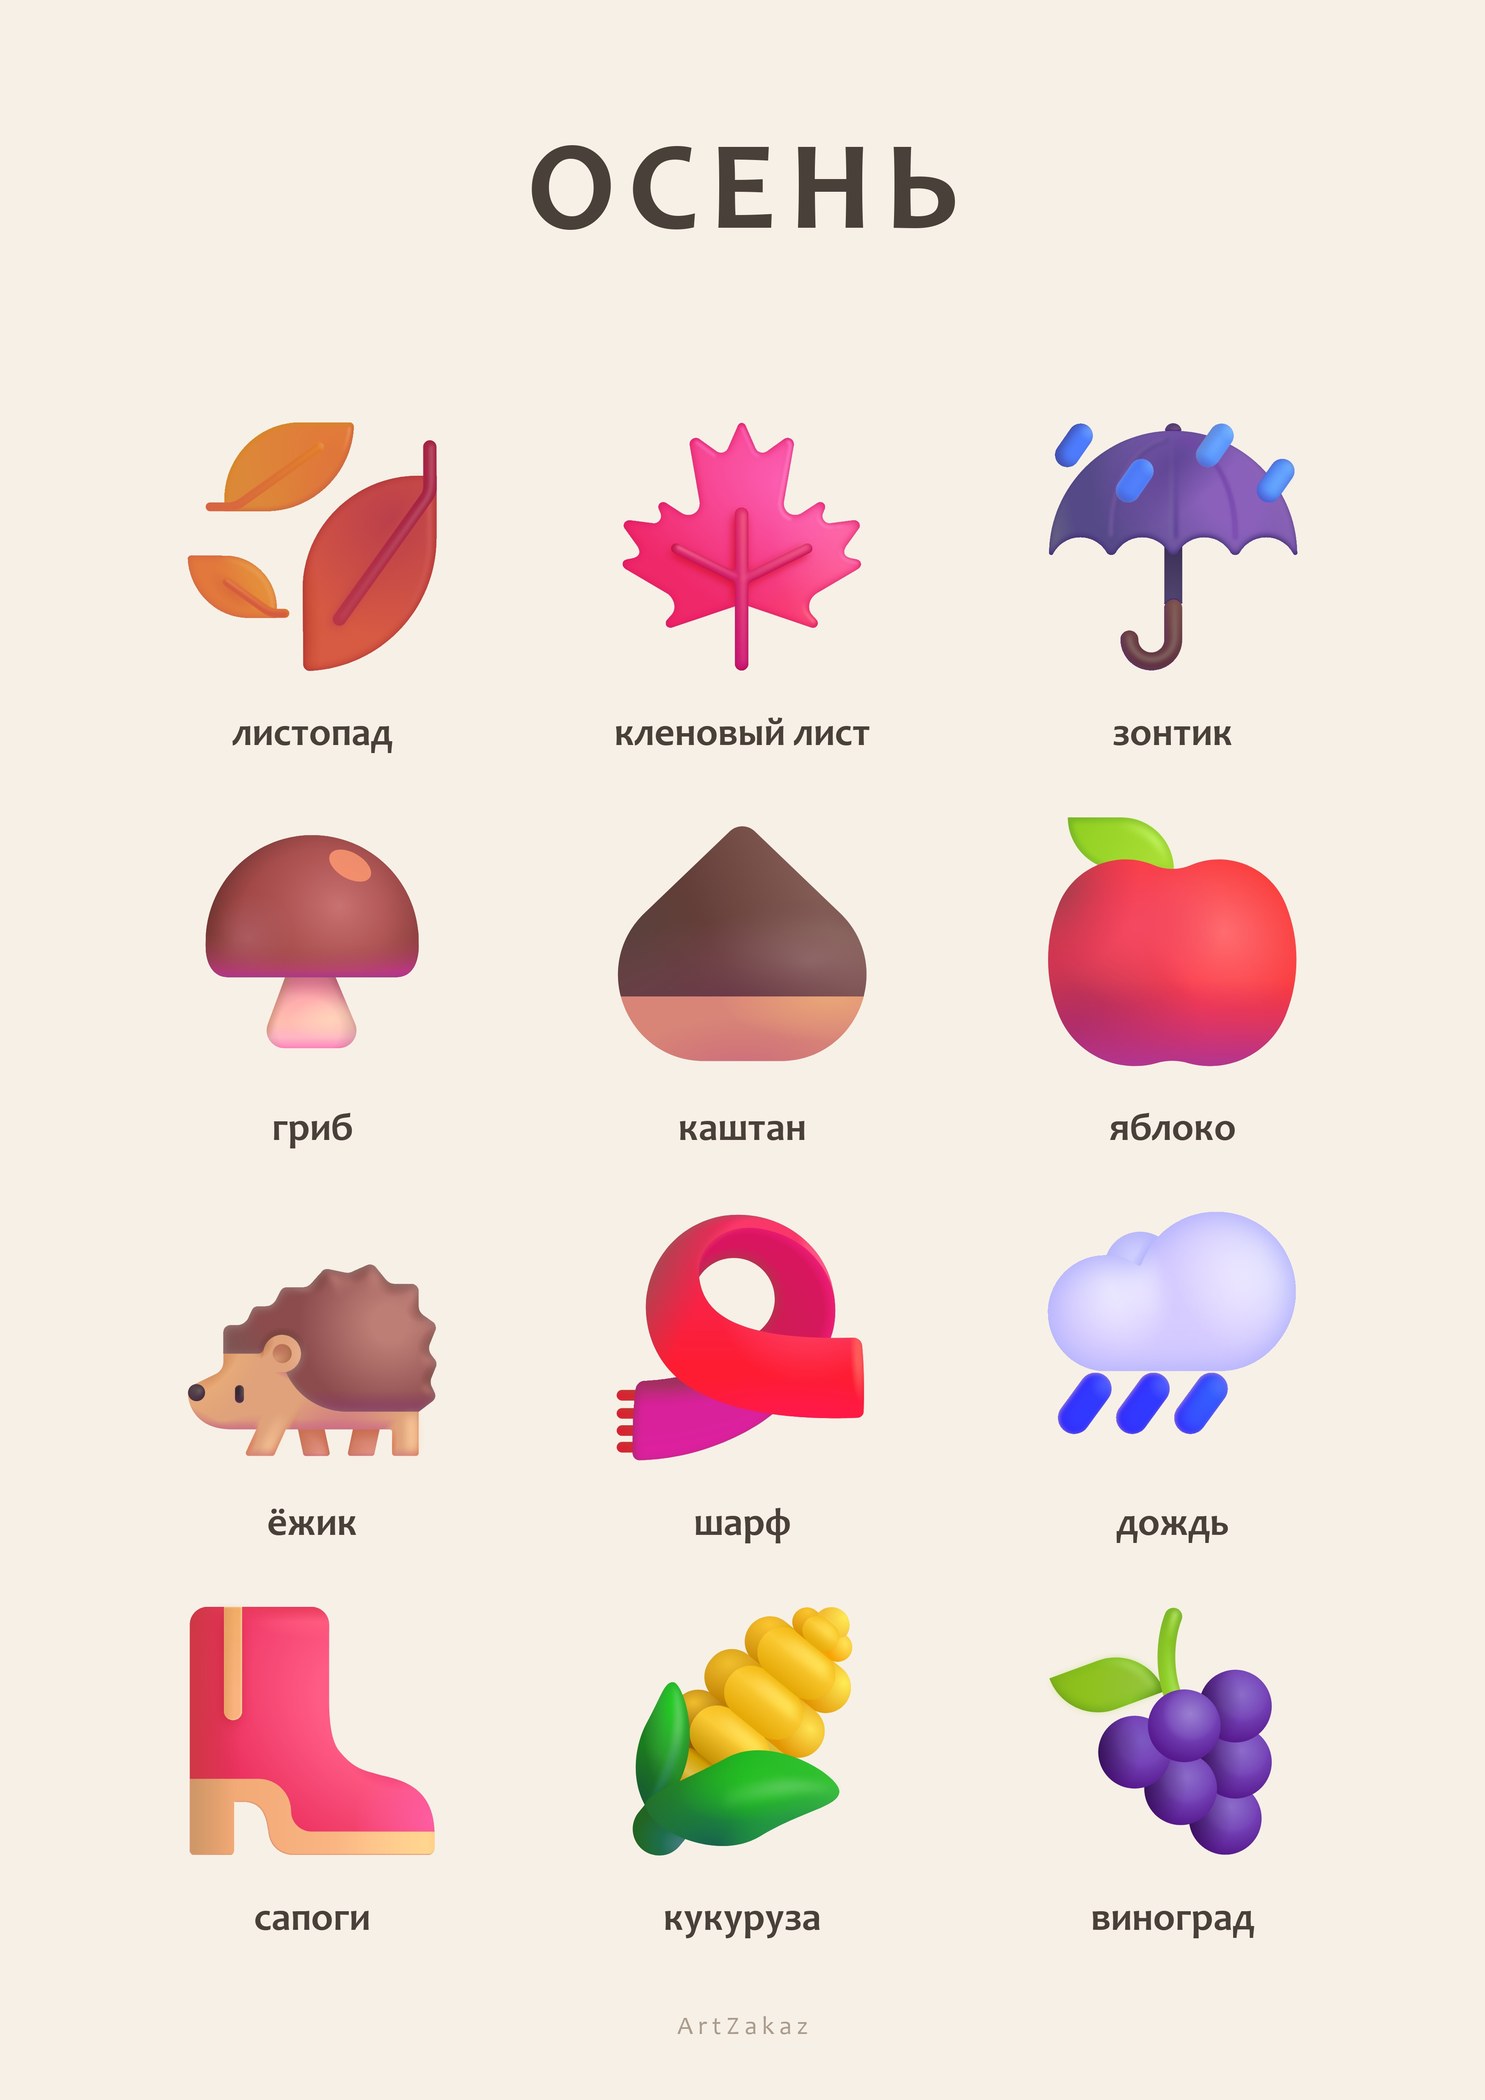 ОСЕНЬ
листопад
кленовый лист
зонтик
гриб
каштан
яблоко
ёжик
шарф
дождь
сапоги
кукуруза
виноград
ArtZakaz